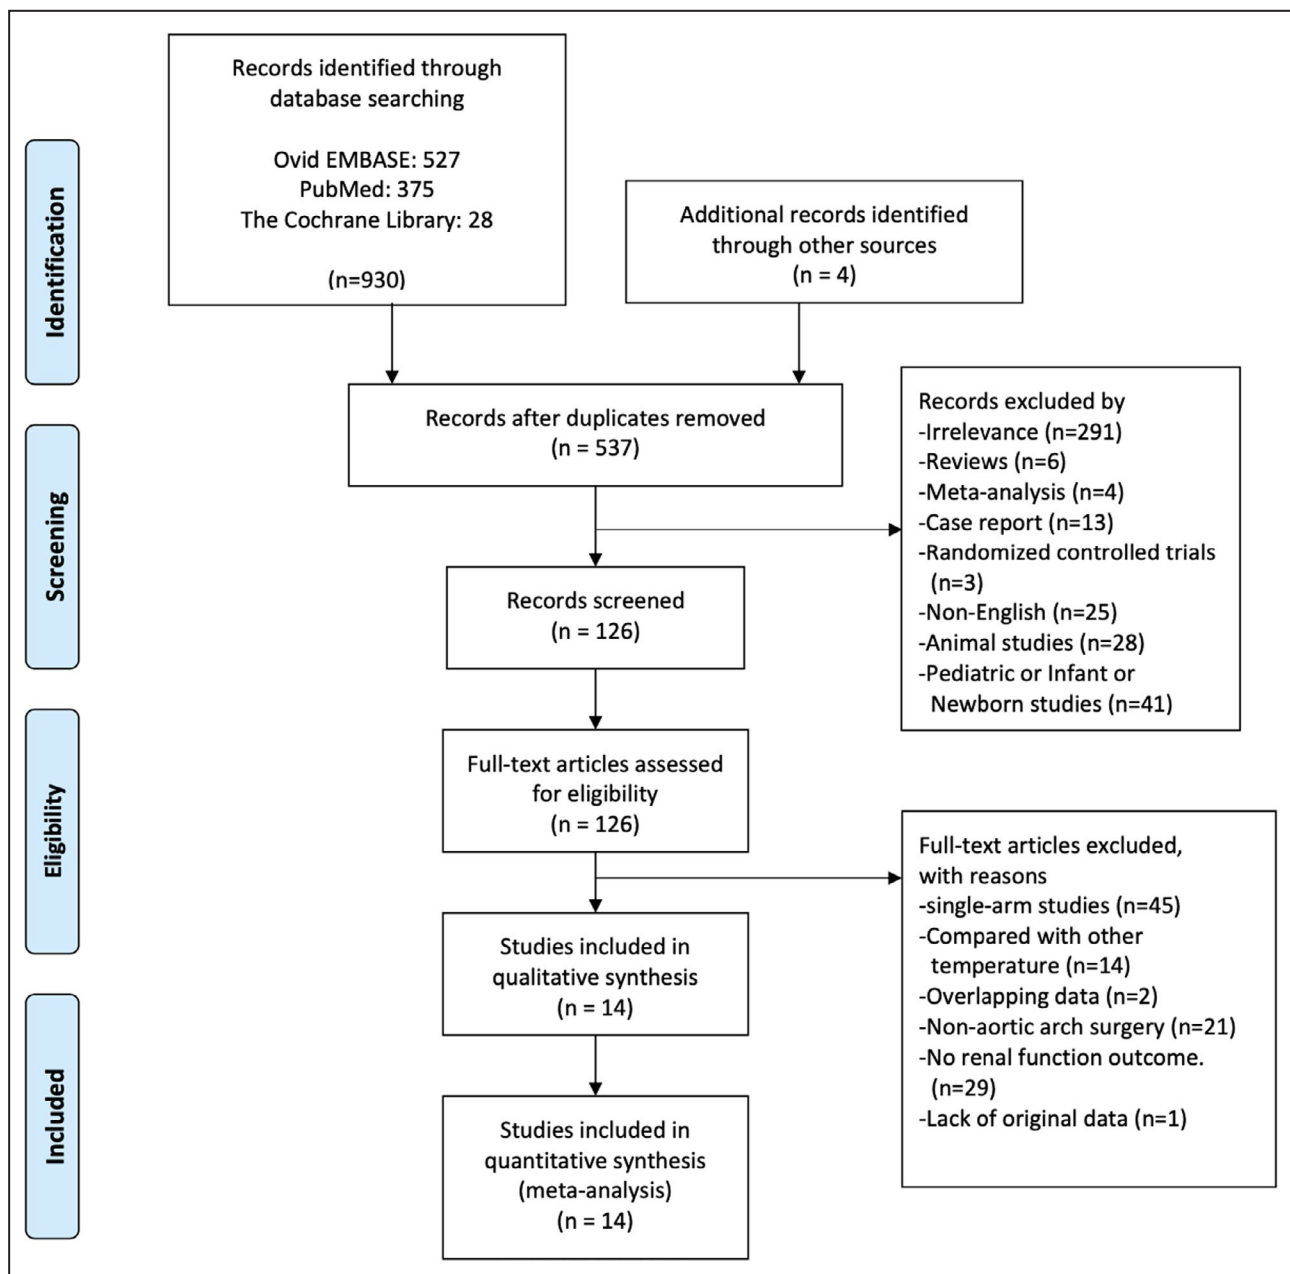 Identification
Records identified through
database searching
Ovid EMBASE: 527
PubMed: 375
The Cochrane Library: 28
(n=930)
Additional records identified
through other sources
(n = 4)
Records after duplicates removed
(n = 537)
Records excluded by
-Irrelevance (n=291)
-Reviews (n=6)
-Meta-analysis (n=4)
-Case report (n=13)
-Randomized controlled trials
(n=3)
-Non-English (n=25)
-Animal studies (n=28)
-Pediatric or Infant or
Newborn studies (n=41)
Screening
Records screened
(n = 126)
Eligibility
Full-text articles assessed
for eligibility
(n = 126)
Full-text articles excluded,
with reasons
-single-arm studies (n=45)
-Compared with other
temperature (n=14)
-Overlapping data (n=2)
-Non-aortic arch surgery (n=21)
-No renal function outcome.
(n=29)
-Lack of original data (n=1)
Studies included in
qualitative synthesis
(n = 14)
Included
Studies included in
quantitative synthesis
(meta-analysis)
(n = 14)